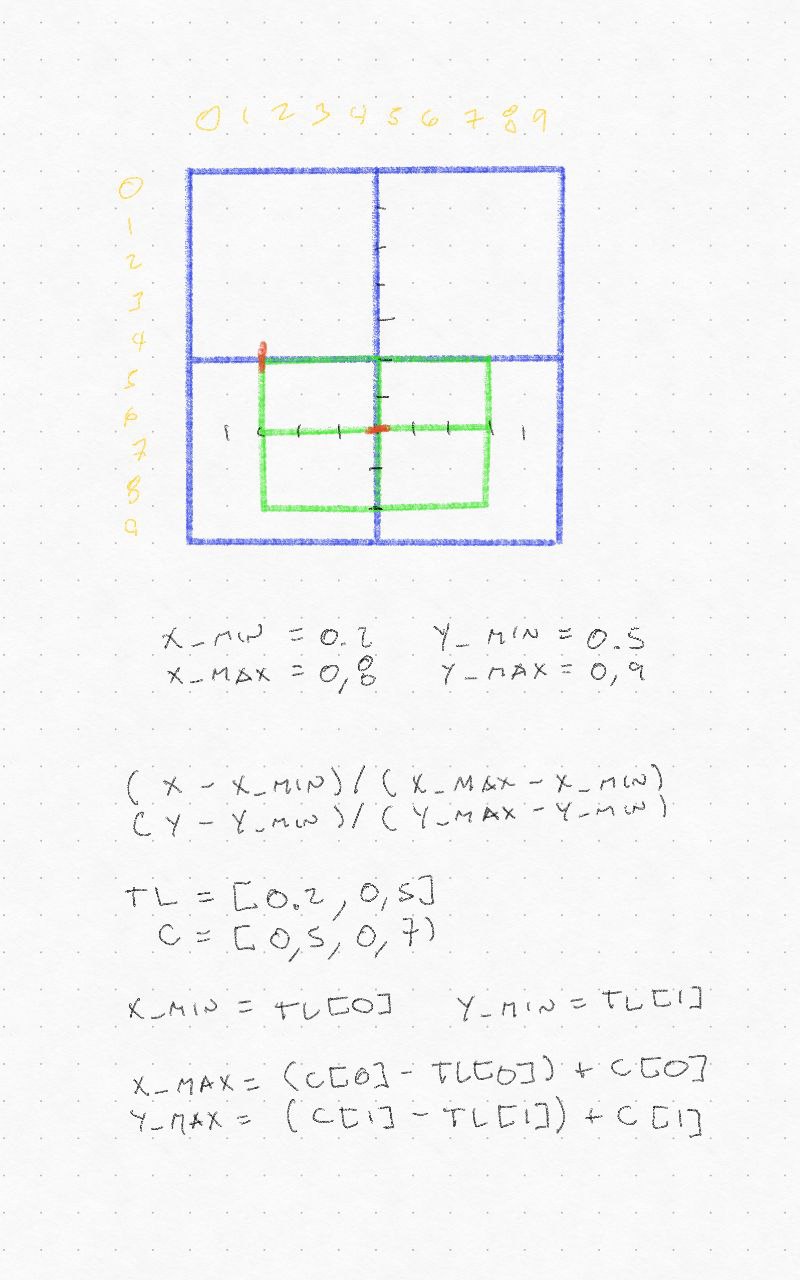 0 1 2 3 4 5 6 7 8 9
0
1
2
3
4
5
6
7
8
9
X_MIN = 0.2 Y_MIN = 0.5
X_MAX = 0,8 Y_MAX = 0,9
(X - X_MIN) / (X_MAX - X_MIN)
(Y - Y_MIN) / (Y_MAX - Y_MIN)
TL = [0.2, 0,5]
C = [0,5, 0,7)
X_MIN = TL[0] Y_MIN = TL[1]
X_MAX = (C[0] - TL[0]) + C[0]
Y_MAX = (C[1] - TL[1]) + C[1]